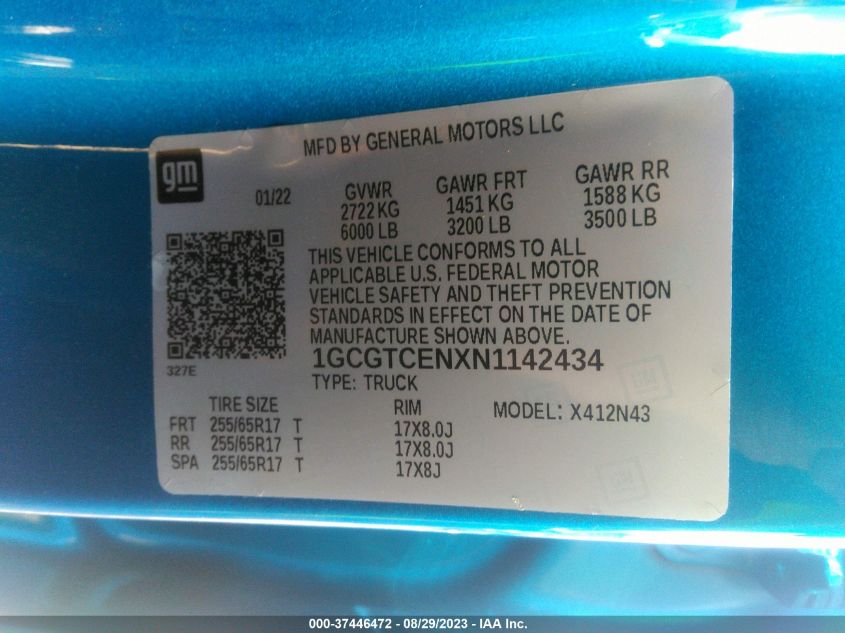 gm
MFD BY GENERAL MOTORS LLC
01/22
GVWR
2722 KG
6000 LB
GAWR FRT
1451 KG
3200 LB
GAWR RR
1588 KG
3500 LB
THIS VEHICLE CONFORMS TO ALL
APPLICABLE U.S. FEDERAL MOTOR
VEHICLE SAFETY AND THEFT PREVENTION
STANDARDS IN EFFECT ON THE DATE OF
MANUFACTURE SHOWN ABOVE.
1GCGTCENXN1142434
327E
TYPE: TRUCK
TIRE SIZE RIM MODEL: X412N43
FRT 255/65R17 T 17X8.0J
RR 255/65R17 T 17X8.0J
SPA 255/65R17 T 17X8J
000-37446472 - 08/29/2023 - IAA Inc.